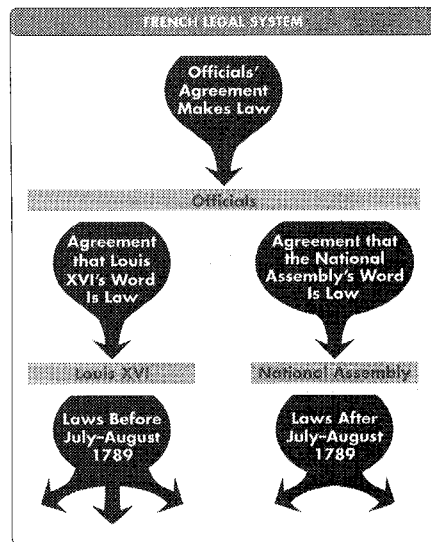 FRENCH LEGAL SYSTEM
Officials'
Agreement
Makes Law
Officials
Agreement
that Louis
XVI's Word
Is Law
Agreement that
the National
Assembly's Word
Is Law
Louis XVI
National Assembly
Laws Before
July–August
1789
Laws After
July–August
1789